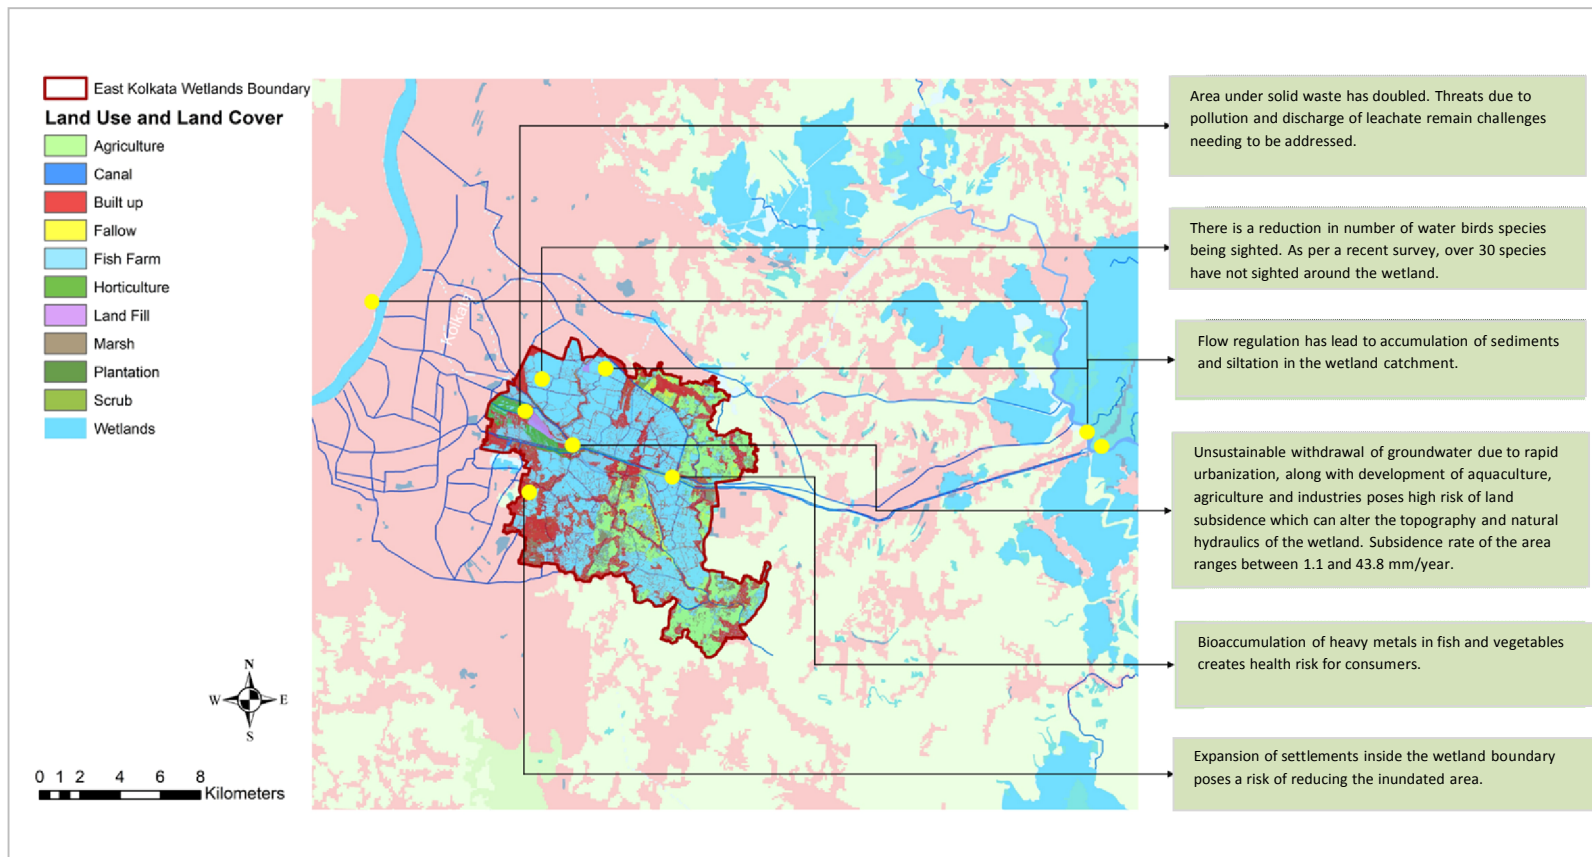 East Kolkata Wetlands Boundary
Land Use and Land Cover
Agriculture
Canal
Built up
Fallow
Fish Farm
Horticulture
Land Fill
Marsh
Plantation
Scrub
Wetlands
N
W E
S
0 1 2 4 6 8
Kilometers
Kolkata
Area under solid waste has doubled. Threats due to
pollution and discharge of leachate remain challenges
needing to be addressed.
There is a reduction in number of water birds species
being sighted. As per a recent survey, over 30 species
have not sighted around the wetland.
Flow regulation has lead to accumulation of sediments
and siltation in the wetland catchment.
Unsustainable withdrawal of groundwater due to rapid
urbanization, along with development of aquaculture,
agriculture and industries poses high risk of land
subsidence which can alter the topography and natural
hydraulics of the wetland. Subsidence rate of the area
ranges between 1.1 and 43.8 mm/year.
Bioaccumulation of heavy metals in fish and vegetables
creates health risk for consumers.
Expansion of settlements inside the wetland boundary
poses a risk of reducing the inundated area.